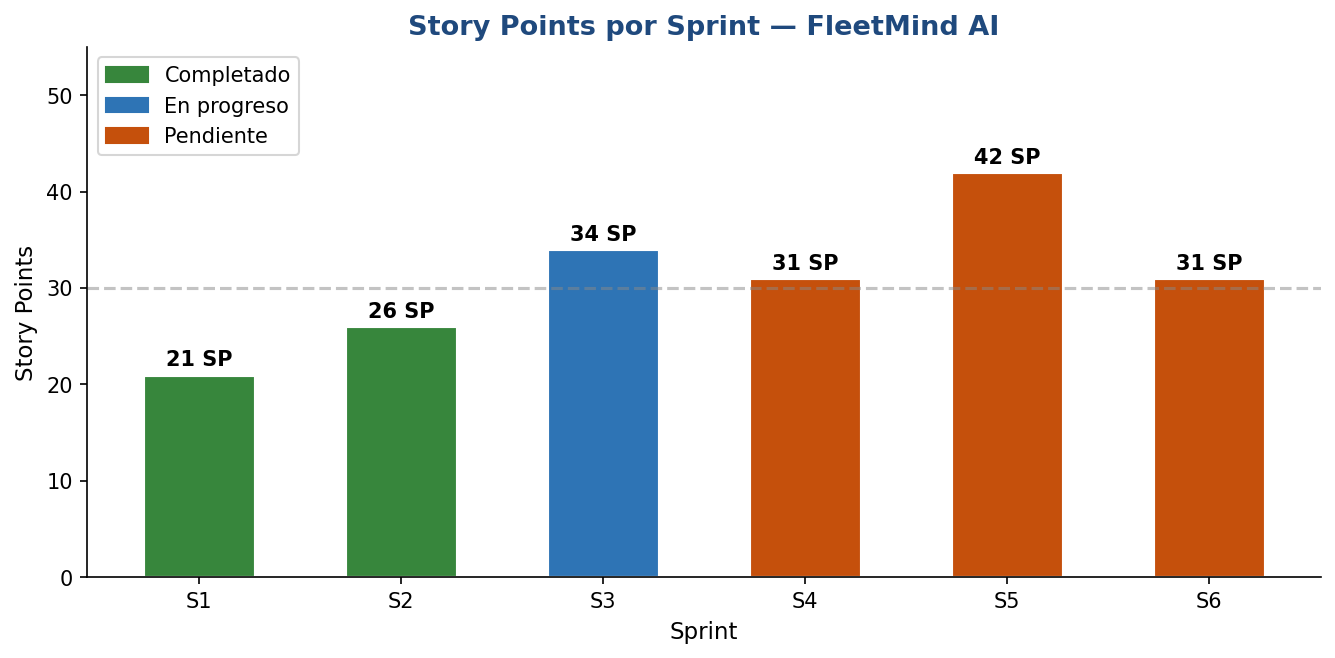 Story Points por Sprint — FleetMind AI
Completado
En progreso
Pendiente
Story Points
50
40
30
20
10
0
21 SP
26 SP
34 SP
31 SP
42 SP
31 SP
S1 S2 S3 S4 S5 S6
Sprint